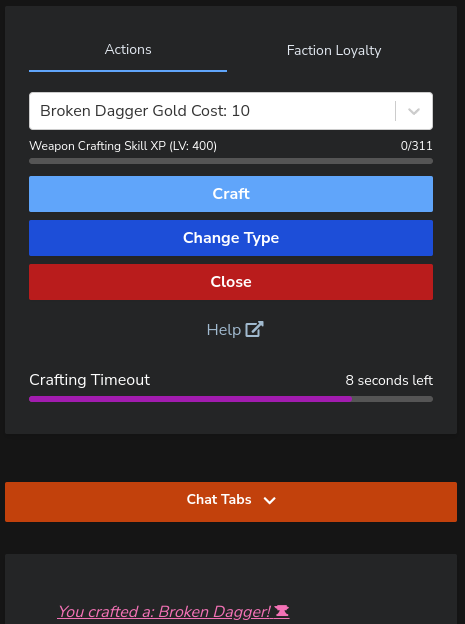 Actions
Faction Loyalty
Broken Dagger Gold Cost: 10
Weapon Crafting Skill XP (LV: 400)
0/311
Craft
Change Type
Close
Help
Crafting Timeout
8 seconds left
Chat Tabs
You crafted a: Broken Dagger!